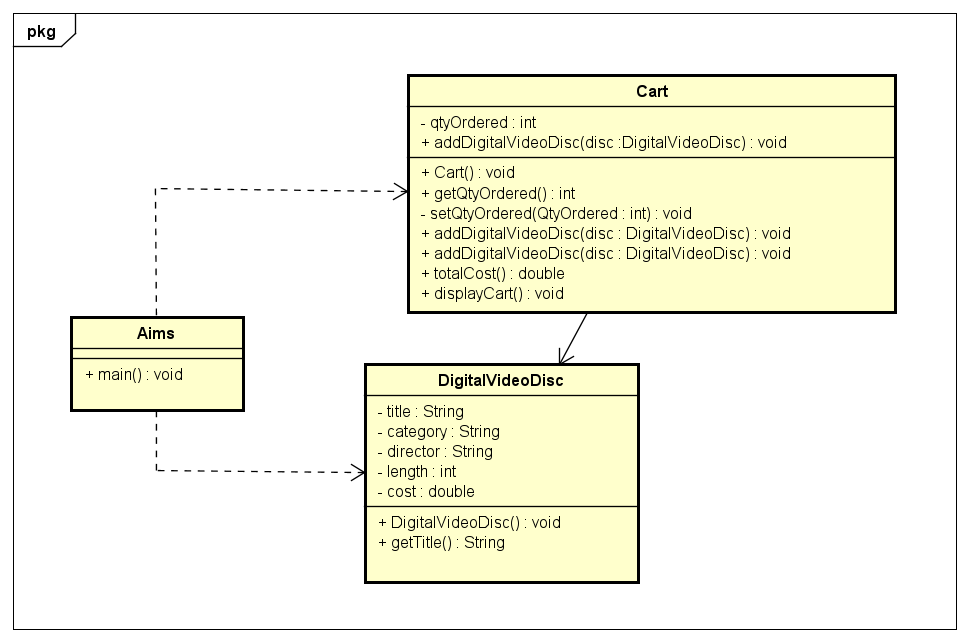 pkg
Cart
- qtyOrdered : int
+ addDigitalVideoDisc(disc :DigitalVideoDisc) : void
+ Cart() : void
+ getQtyOrdered() : int
- setQtyOrdered(QtyOrdered : int) : void
+ addDigitalVideoDisc(disc : DigitalVideoDisc) : void
+ addDigitalVideoDisc(disc : DigitalVideoDisc) : void
+ totalCost() : double
+ displayCart() : void
Aims
+ main() : void
DigitalVideoDisc
- title : String
- category : String
- director : String
- length : int
- cost : double
+ DigitalVideoDisc() : void
+ getTitle() : String